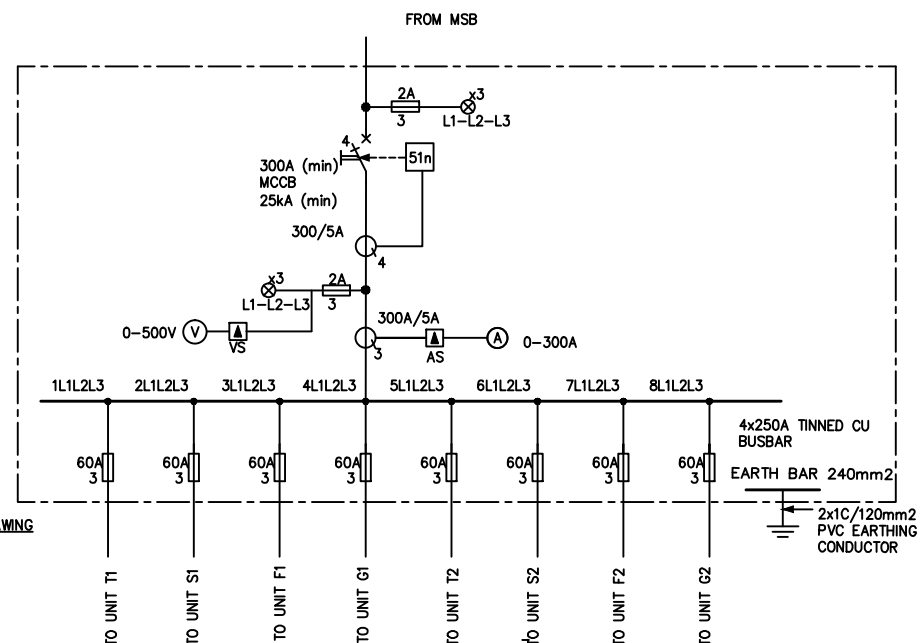 FROM MSB
2A
3
x3
L1-L2-L3
4
51n
300A (min)
MCCB
25kA (min)
300/5A
4
x3
L1-L2-L3
2A
3
0-500V
V
VS
300A/5A
3
AS
A
0-300A
1L1L2L3
2L1L2L3
3L1L2L3
4L1L2L3
5L1L2L3
6L1L2L3
7L1L2L3
8L1L2L3
4x250A TINNED CU
BUSBAR
60A
3
60A
3
60A
3
60A
3
60A
3
60A
3
60A
3
60A
3
EARTH BAR 240mm2
2x1C/120mm2
PVC EARTHING
CONDUCTOR
TO UNIT T1
TO UNIT S1
TO UNIT F1
TO UNIT G1
TO UNIT T2
TO UNIT S2
TO UNIT F2
TO UNIT G2